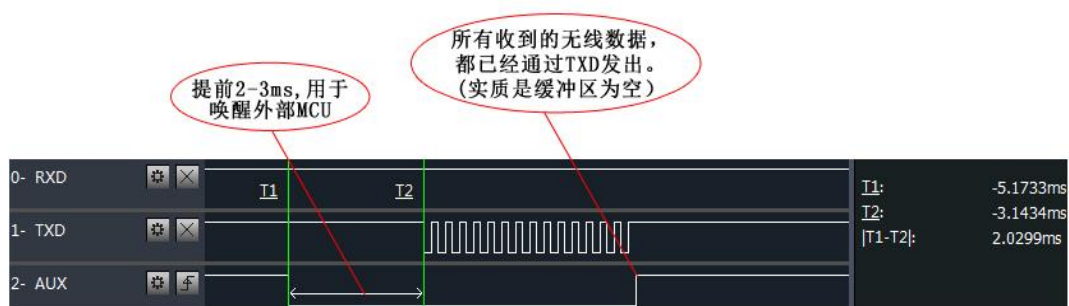 所有收到的无线数据，
都已经通过TXD发出。
(实质是缓冲区为空)
提前2-3ms,用于
唤醒外部MCU
0- RXD
T1
T2
1- TXD
2- AUX
T1: -5.1733ms
T2: -3.1434ms
|T1-T2|: 2.0299ms